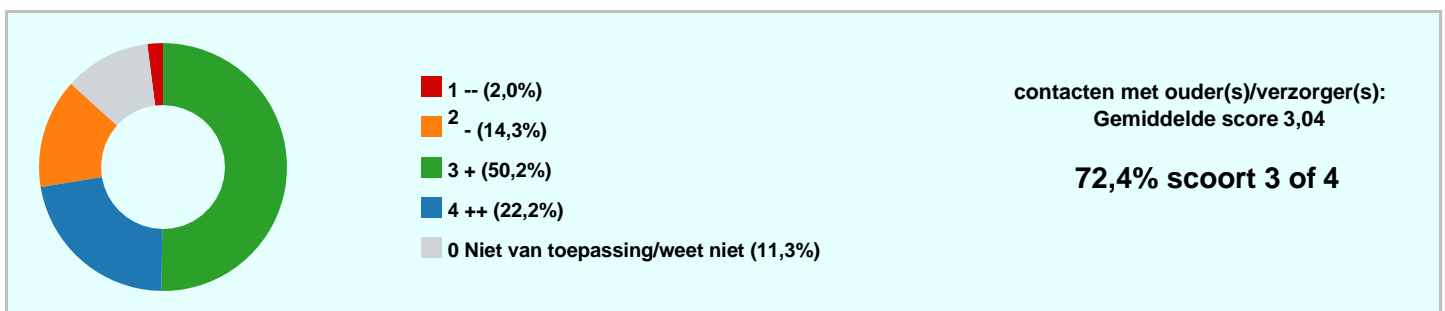 1 -- (2,0%)
2 - (14,3%)
3 + (50,2%)
4 ++ (22,2%)
0 Niet van toepassing/weet niet (11,3%)
contacten met ouder(s)/verzorger(s):
Gemiddelde score 3,04
72,4% scoort 3 of 4